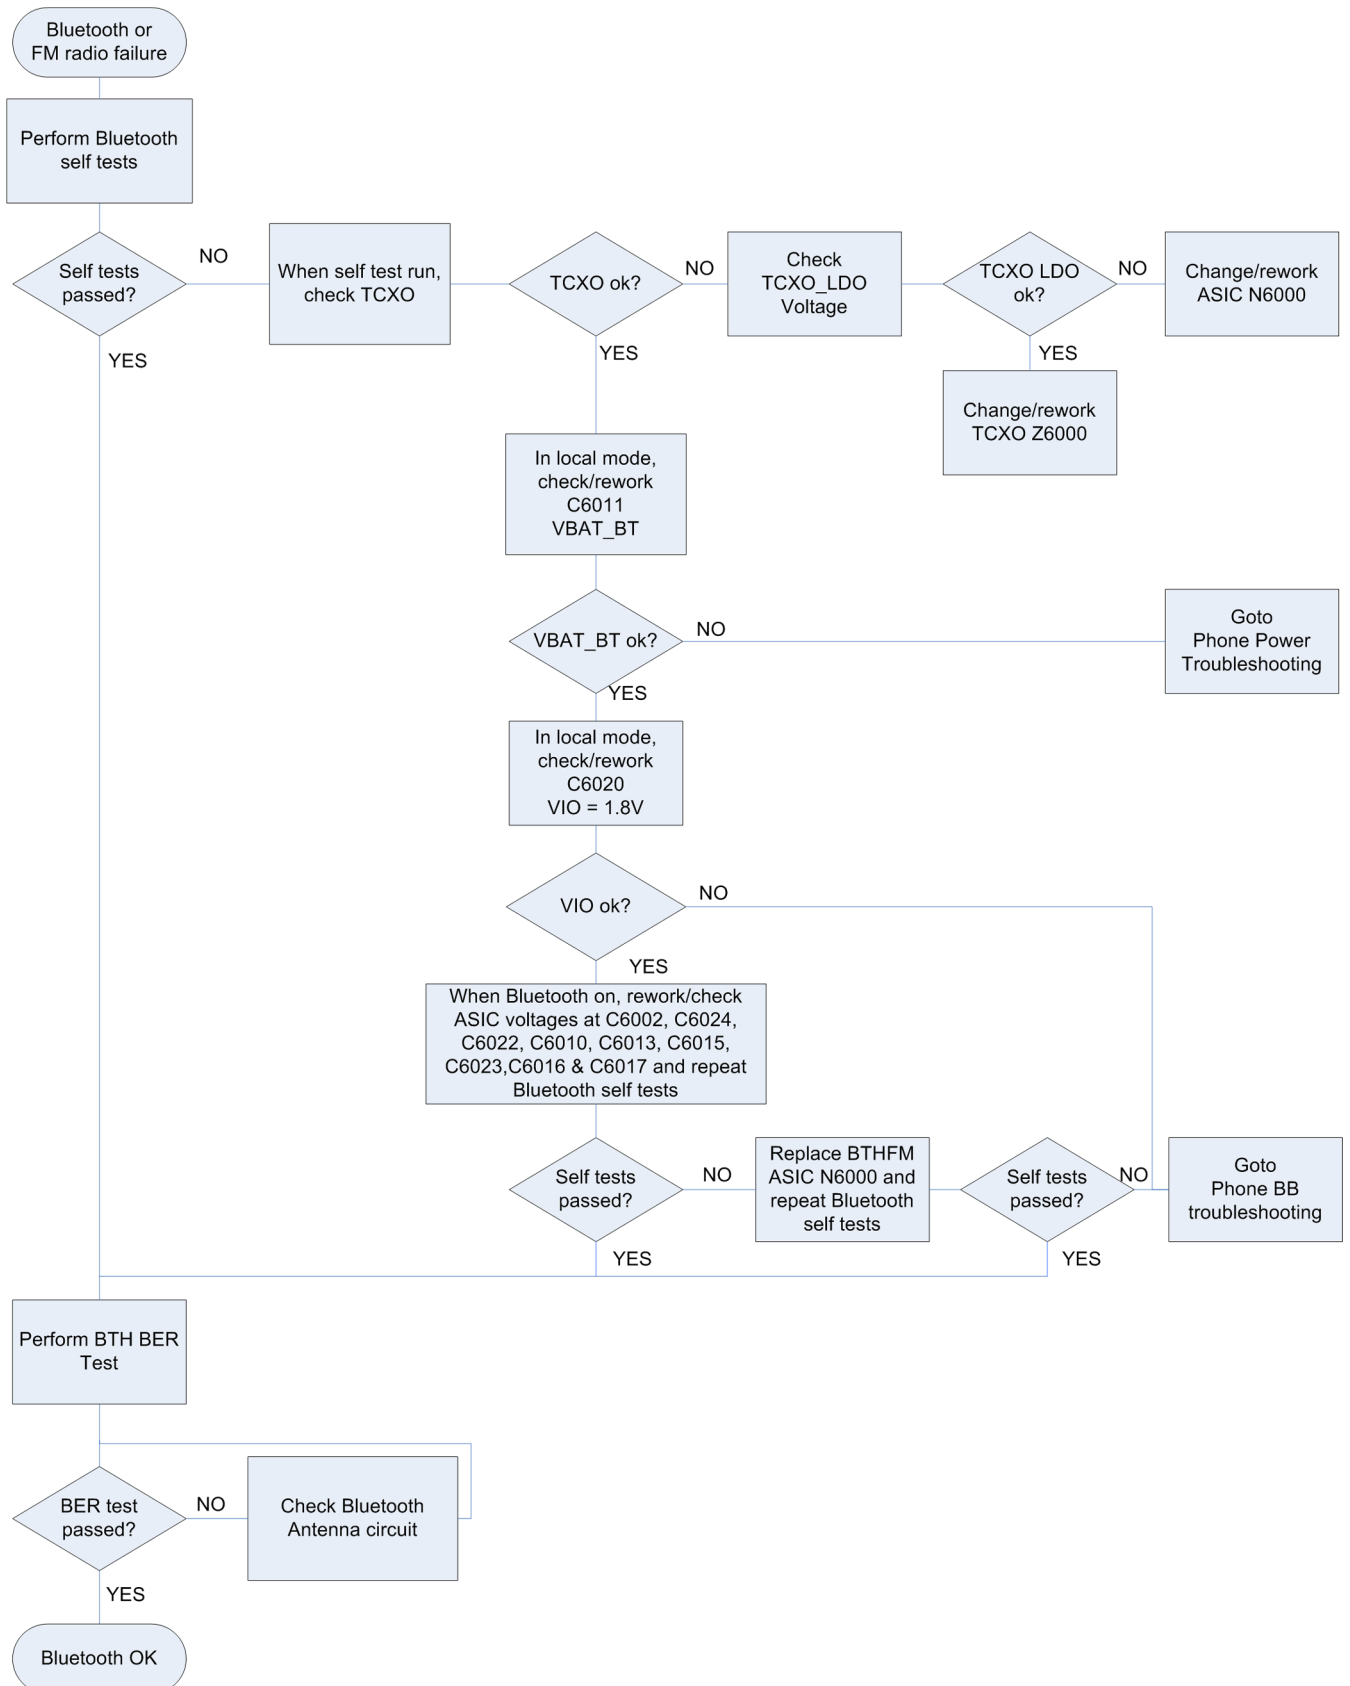 Bluetooth or
FM radio failure
Perform Bluetooth
self tests
Self tests
passed?
NO
YES
When self test run,
check TCXO
TCXO ok?
NO
YES
Check
TCXO_LDO
Voltage
TCXO LDO
ok?
NO
YES
Change/rework
ASIC N6000
Change/rework
TCXO Z6000
In local mode,
check/rework
C6011
VBAT_BT
VBAT_BT ok?
NO
YES
Goto
Phone Power
Troubleshooting
In local mode,
check/rework
C6020
VIO = 1.8V
VIO ok?
NO
YES
When Bluetooth on, rework/check
ASIC voltages at C6002, C6024,
C6022, C6010, C6013, C6015,
C6023,C6016 & C6017 and repeat
Bluetooth self tests
Self tests
passed?
NO
YES
Replace BTHFM
ASIC N6000 and
repeat Bluetooth
self tests
Self tests
passed?
NO
YES
Goto
Phone BB
troubleshooting
Perform BTH BER
Test
BER test
passed?
NO
YES
Check Bluetooth
Antenna circuit
Bluetooth OK